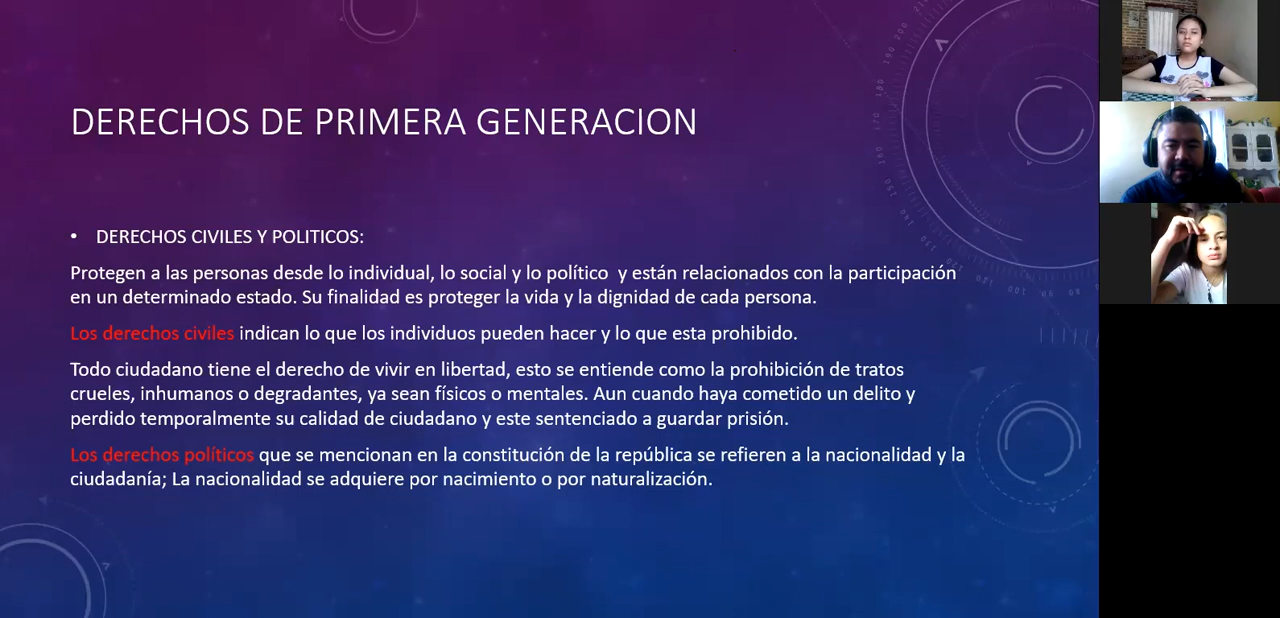 DERECHOS DE PRIMERA GENERACION
• DERECHOS CIVILES Y POLITICOS:
Protegen a las personas desde lo individual, lo social y lo político y están relacionados con la participación
en un determinado estado. Su finalidad es proteger la vida y la dignidad de cada persona.
Los derechos civiles indican lo que los individuos pueden hacer y lo que esta prohibido.
Todo ciudadano tiene el derecho de vivir en libertad, esto se entiende como la prohibición de tratos
crueles, inhumanos o degradantes, ya sean físicos o mentales. Aun cuando haya cometido un delito y
perdido temporalmente su calidad de ciudadano y este sentenciado a guardar prisión.
Los derechos políticos que se mencionan en la constitución de la república se refieren a la nacionalidad y la
ciudadanía; La nacionalidad se adquiere por nacimiento o por naturalización.